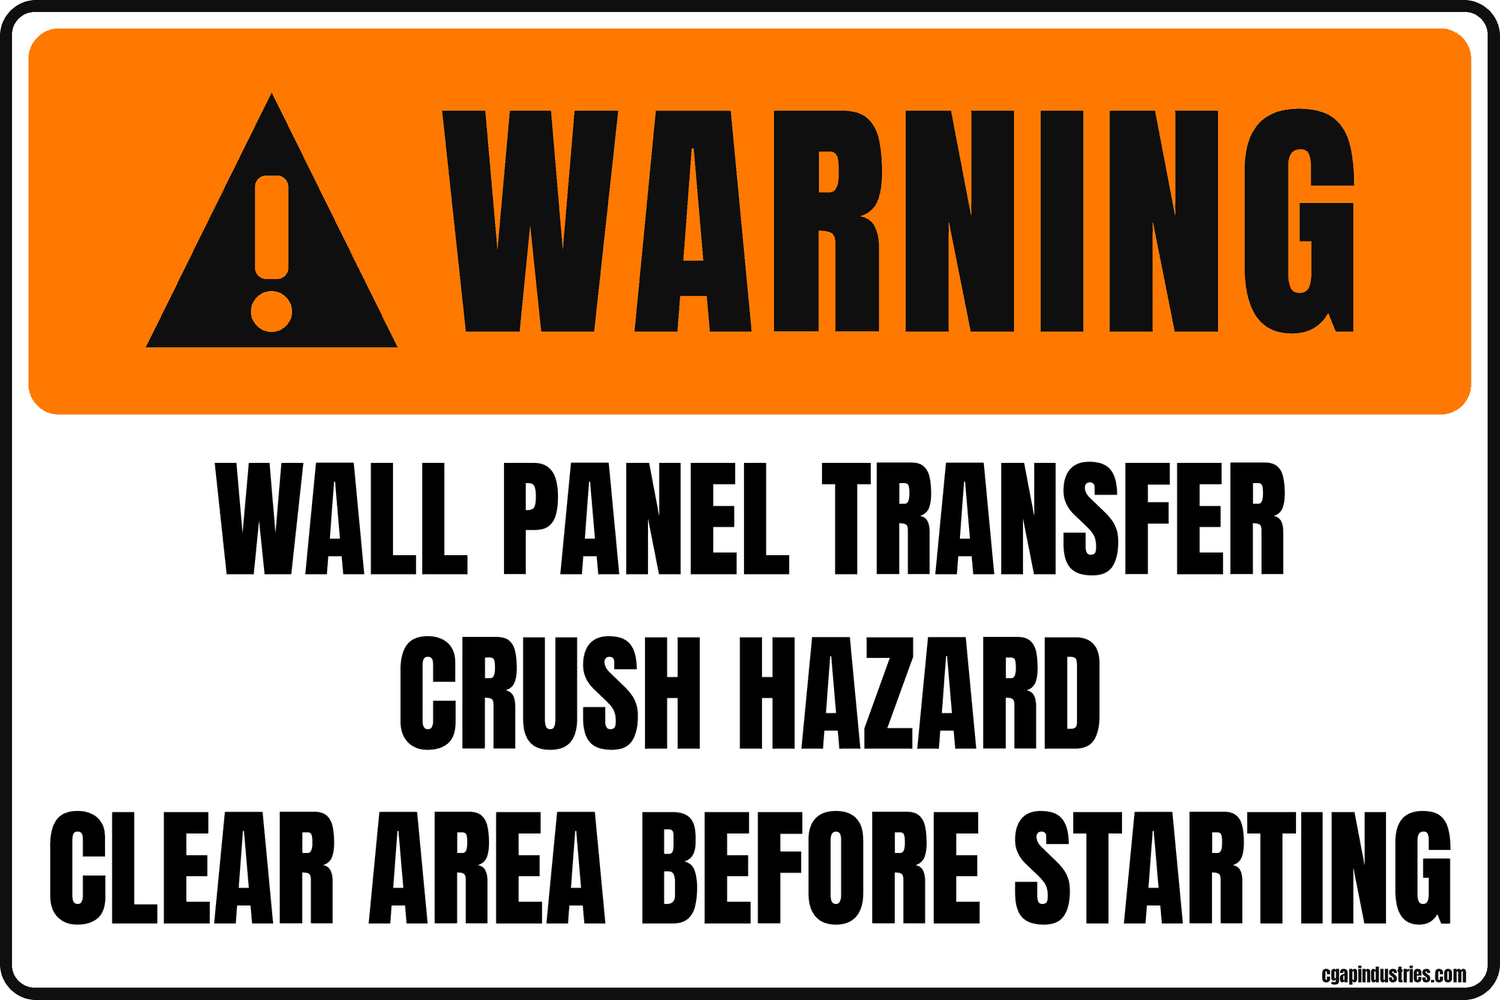 WARNING
WALL PANEL TRANSFER
CRUSH HAZARD
CLEAR AREA BEFORE STARTING
cgapindustries.com